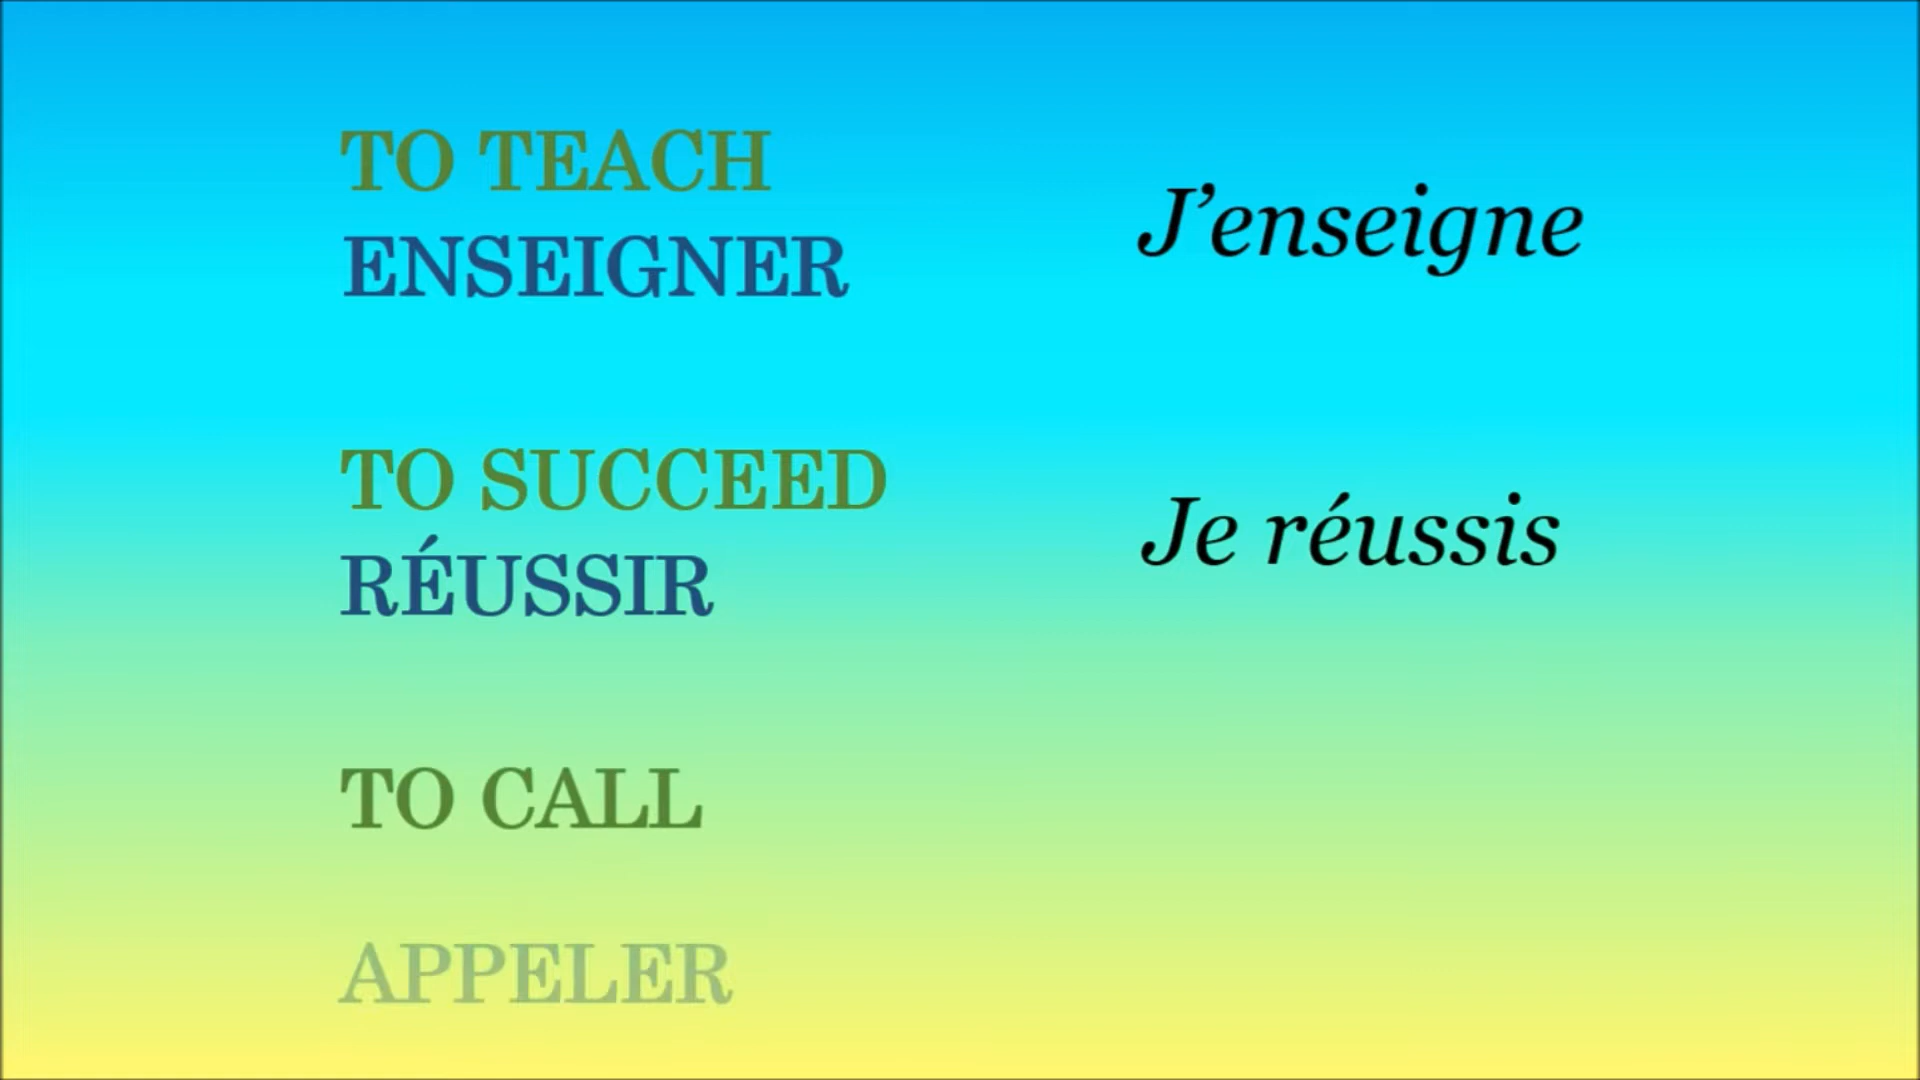 TO TEACH
ENSEIGNER
J’enseigne
TO SUCCEED
RÉUSSIR
Je réussis
TO CALL
APPELER